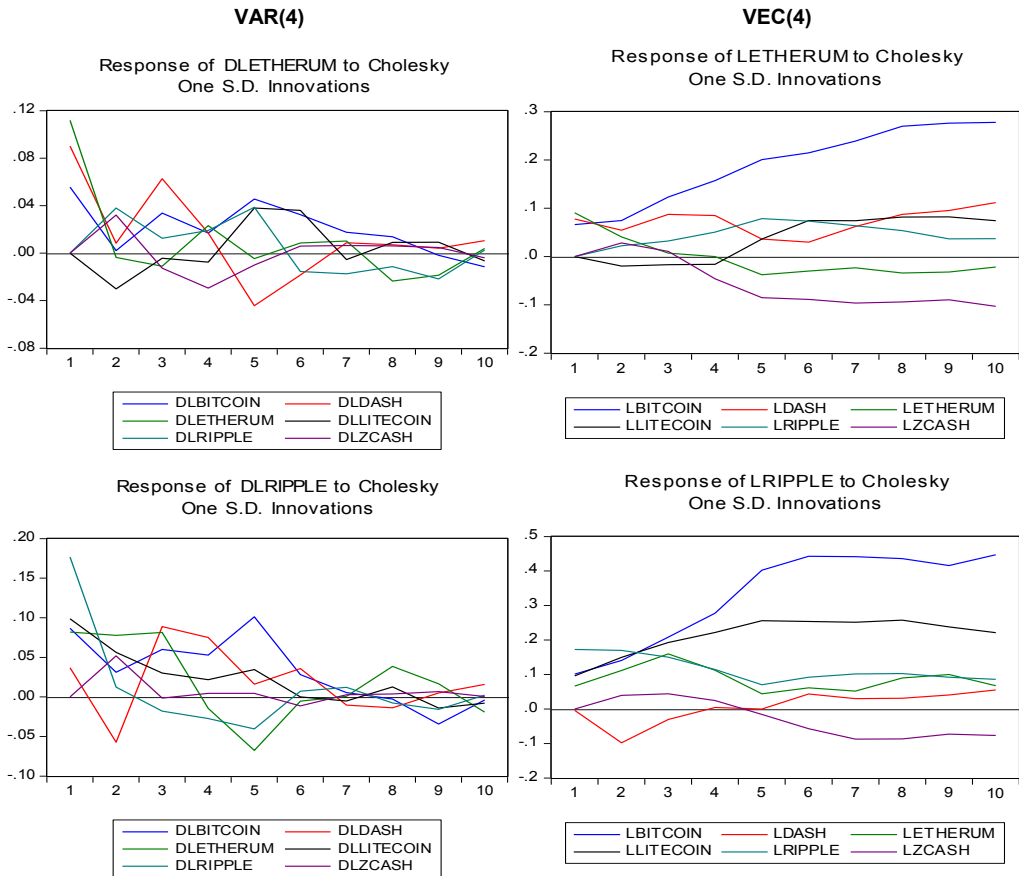 VAR(4)
VEC(4)
Response of DLETHERUM to Cholesky
One S.D. Innovations
.12
.08
.04
.00
-.04
-.08
1 2 3 4 5 6 7 8 9 10
DLBITCOIN DLDASH
DLETHERUM DLLITECOIN
DLRIPPLE DLZCASH
Response of LETHERUM to Cholesky
One S.D. Innovations
.3
.2
.1
.0
-.1
-.2
1 2 3 4 5 6 7 8 9 10
LBITCOIN LDASH LETHERUM
LLITECOIN LRIPPLE LZCASH
Response of DLRIPPLE to Cholesky
One S.D. Innovations
.20
.15
.10
.05
.00
-.05
-.10
1 2 3 4 5 6 7 8 9 10
DLBITCOIN DLDASH
DLETHERUM DLLITECOIN
DLRIPPLE DLZCASH
Response of LRIPPLE to Cholesky
One S.D. Innovations
.5
.4
.3
.2
.1
.0
-.1
-.2
1 2 3 4 5 6 7 8 9 10
LBITCOIN LDASH LETHERUM
LLITECOIN LRIPPLE LZCASH